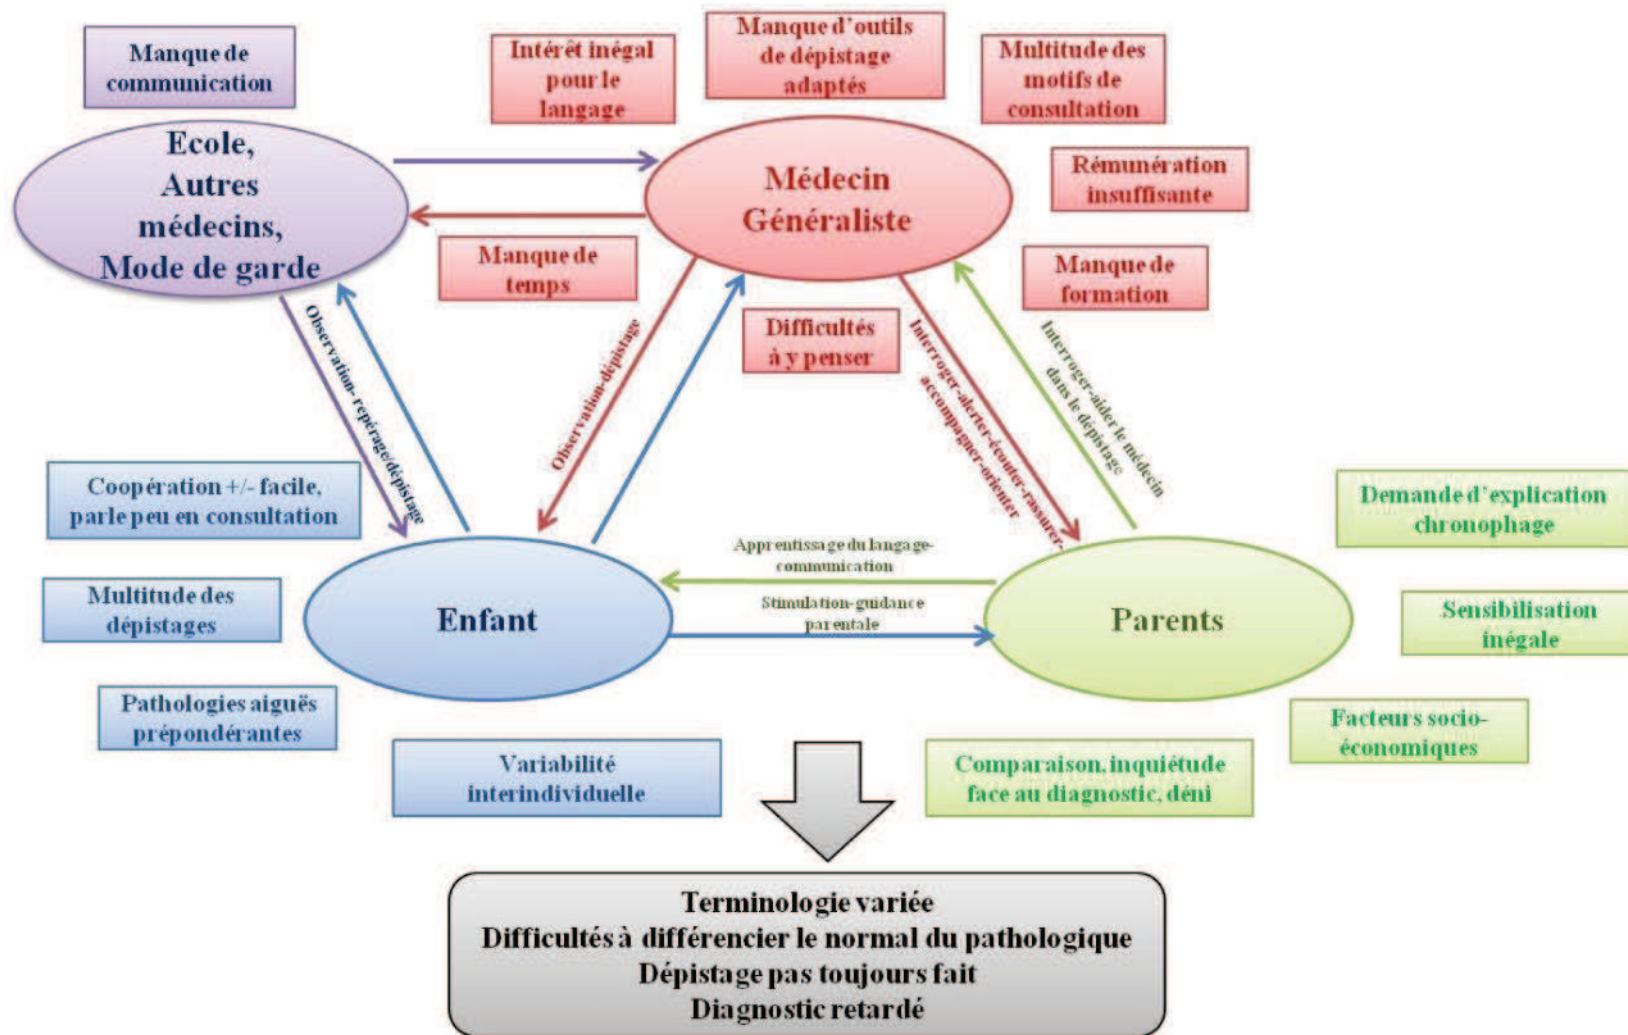 Manque de
communication
Intérêt inégal
pour le
langage
Manque d’outils
de dépistage
adaptés
Multitude des
motifs de
consultation
Ecole,
Autres
médecins,
Mode de garde
Médecin
Généraliste
Rémunération
insuffisante
Manque de
temps
Manque de
formation
Difficultés
à y penser
Observation- repérage/dépistage
Observation-dépistage
Interroger-alerter-écouter-rassurer-
accompagner-orienter
Interroger-aider le médecin
dans le dépistage
Coopération +/- facile,
parle peu en consultation
Demande d’explication
chronophage
Apprentissage du langage-
communication
Multitude des
dépistages
Enfant
Stimulation-guidance
parentale
Parents
Sensibilisation
inégale
Pathologies aiguës
prépondérantes
Facteurs socio-
économiques
Variabilité
interindividuelle
Comparaison, inquiétude
face au diagnostic, déni
Terminologie variée
Difficultés à différencier le normal du pathologique
Dépistage pas toujours fait
Diagnostic retardé